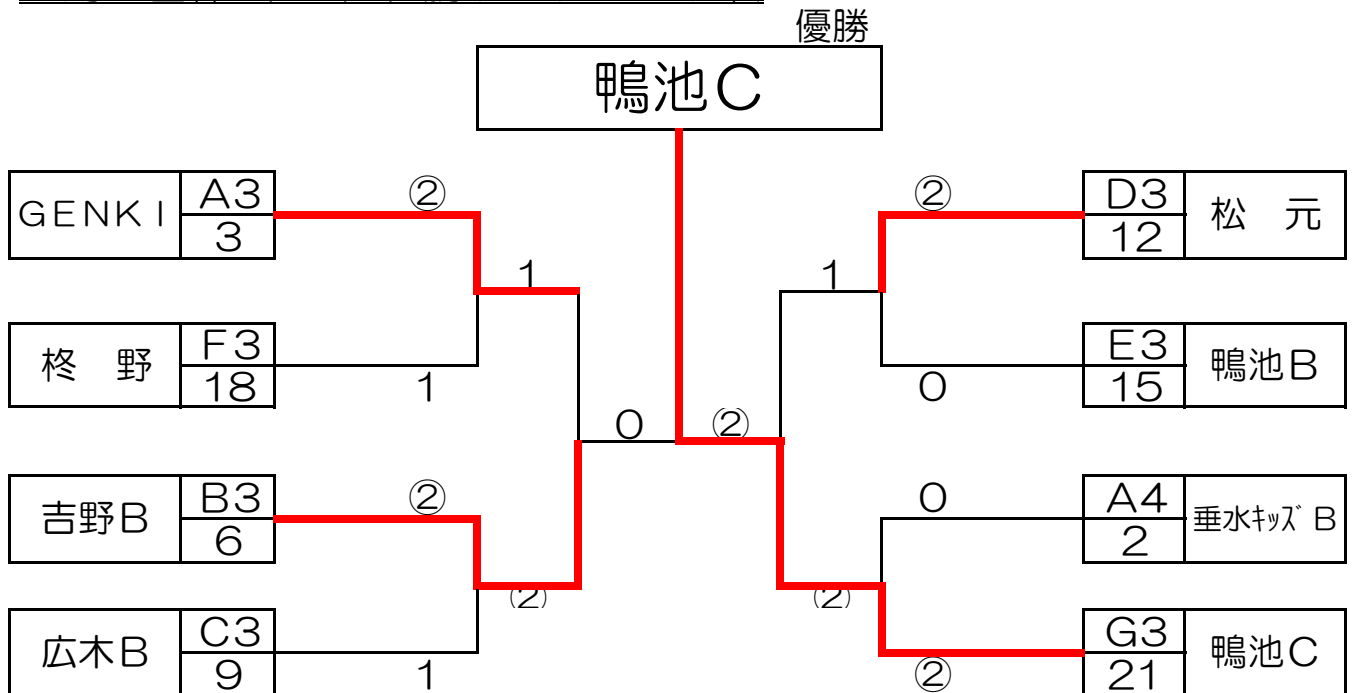 優勝
鴨池C
GENKI A3 ② ② D3 松 元
3 12
1 1
柊 野 F3 E3 鴨池B
18 1 0 15
0 ②
吉野B B3 ② 0 A4 垂水キッズB
6 2
② ②
広木B C3 G3 鴨池C
9 1 ② 21